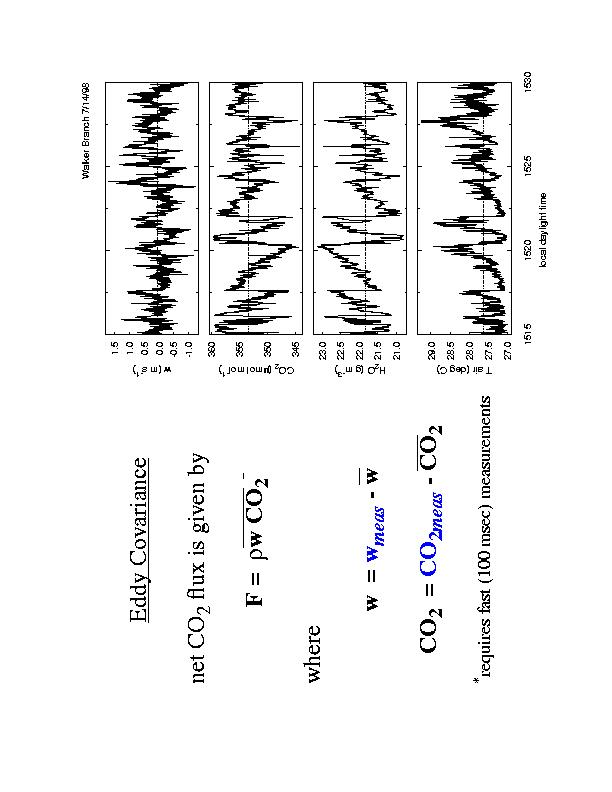 Eddy Covariance
net CO₂ flux is given by
F = ρw CO₂
where
w = w_meas - w̅
CO₂ = CO₂meas - C̅O̅₂
*requires fast (100 msec) measurements
Walker Branch 7/14/98
1.5
1.0
0.5
0.0
-0.5
-1.0
w (m s⁻¹)
360
355
350
345
CO₂ (μmol mol⁻¹)
23.0
22.5
22.0
21.5
21.0
H₂O (g m⁻³)
29.0
28.5
28.0
27.5
27.0
T air (deg C)
1515
1520
1525
1530
local daylight time